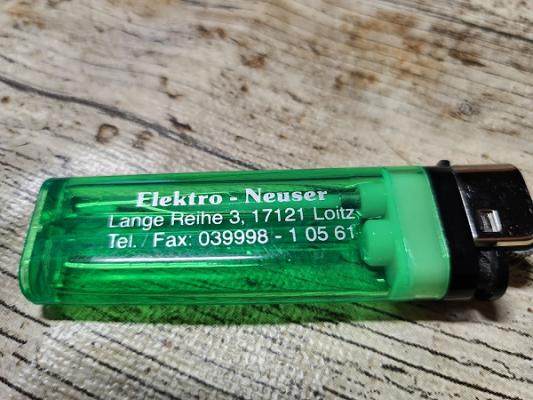 Elektro - Neuser
Lange Reihe 3, 17121 Loitz
Tel. / Fax: 039998 - 1 05 61